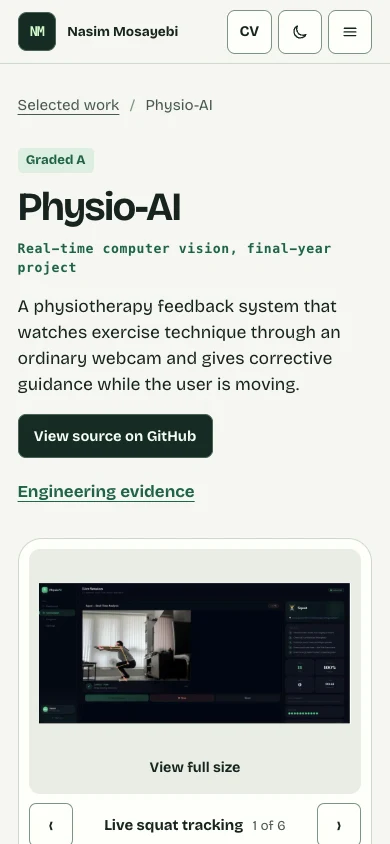 NM Nasim Mosayebi CV
Selected work / Physio-AI
Graded A
Physio-AI
Real-time computer vision, final-year
project
A physiotherapy feedback system that
watches exercise technique through an
ordinary webcam and gives corrective
guidance while the user is moving.
View source on GitHub
Engineering evidence
View full size
‹ Live squat tracking 1 of 6 ›